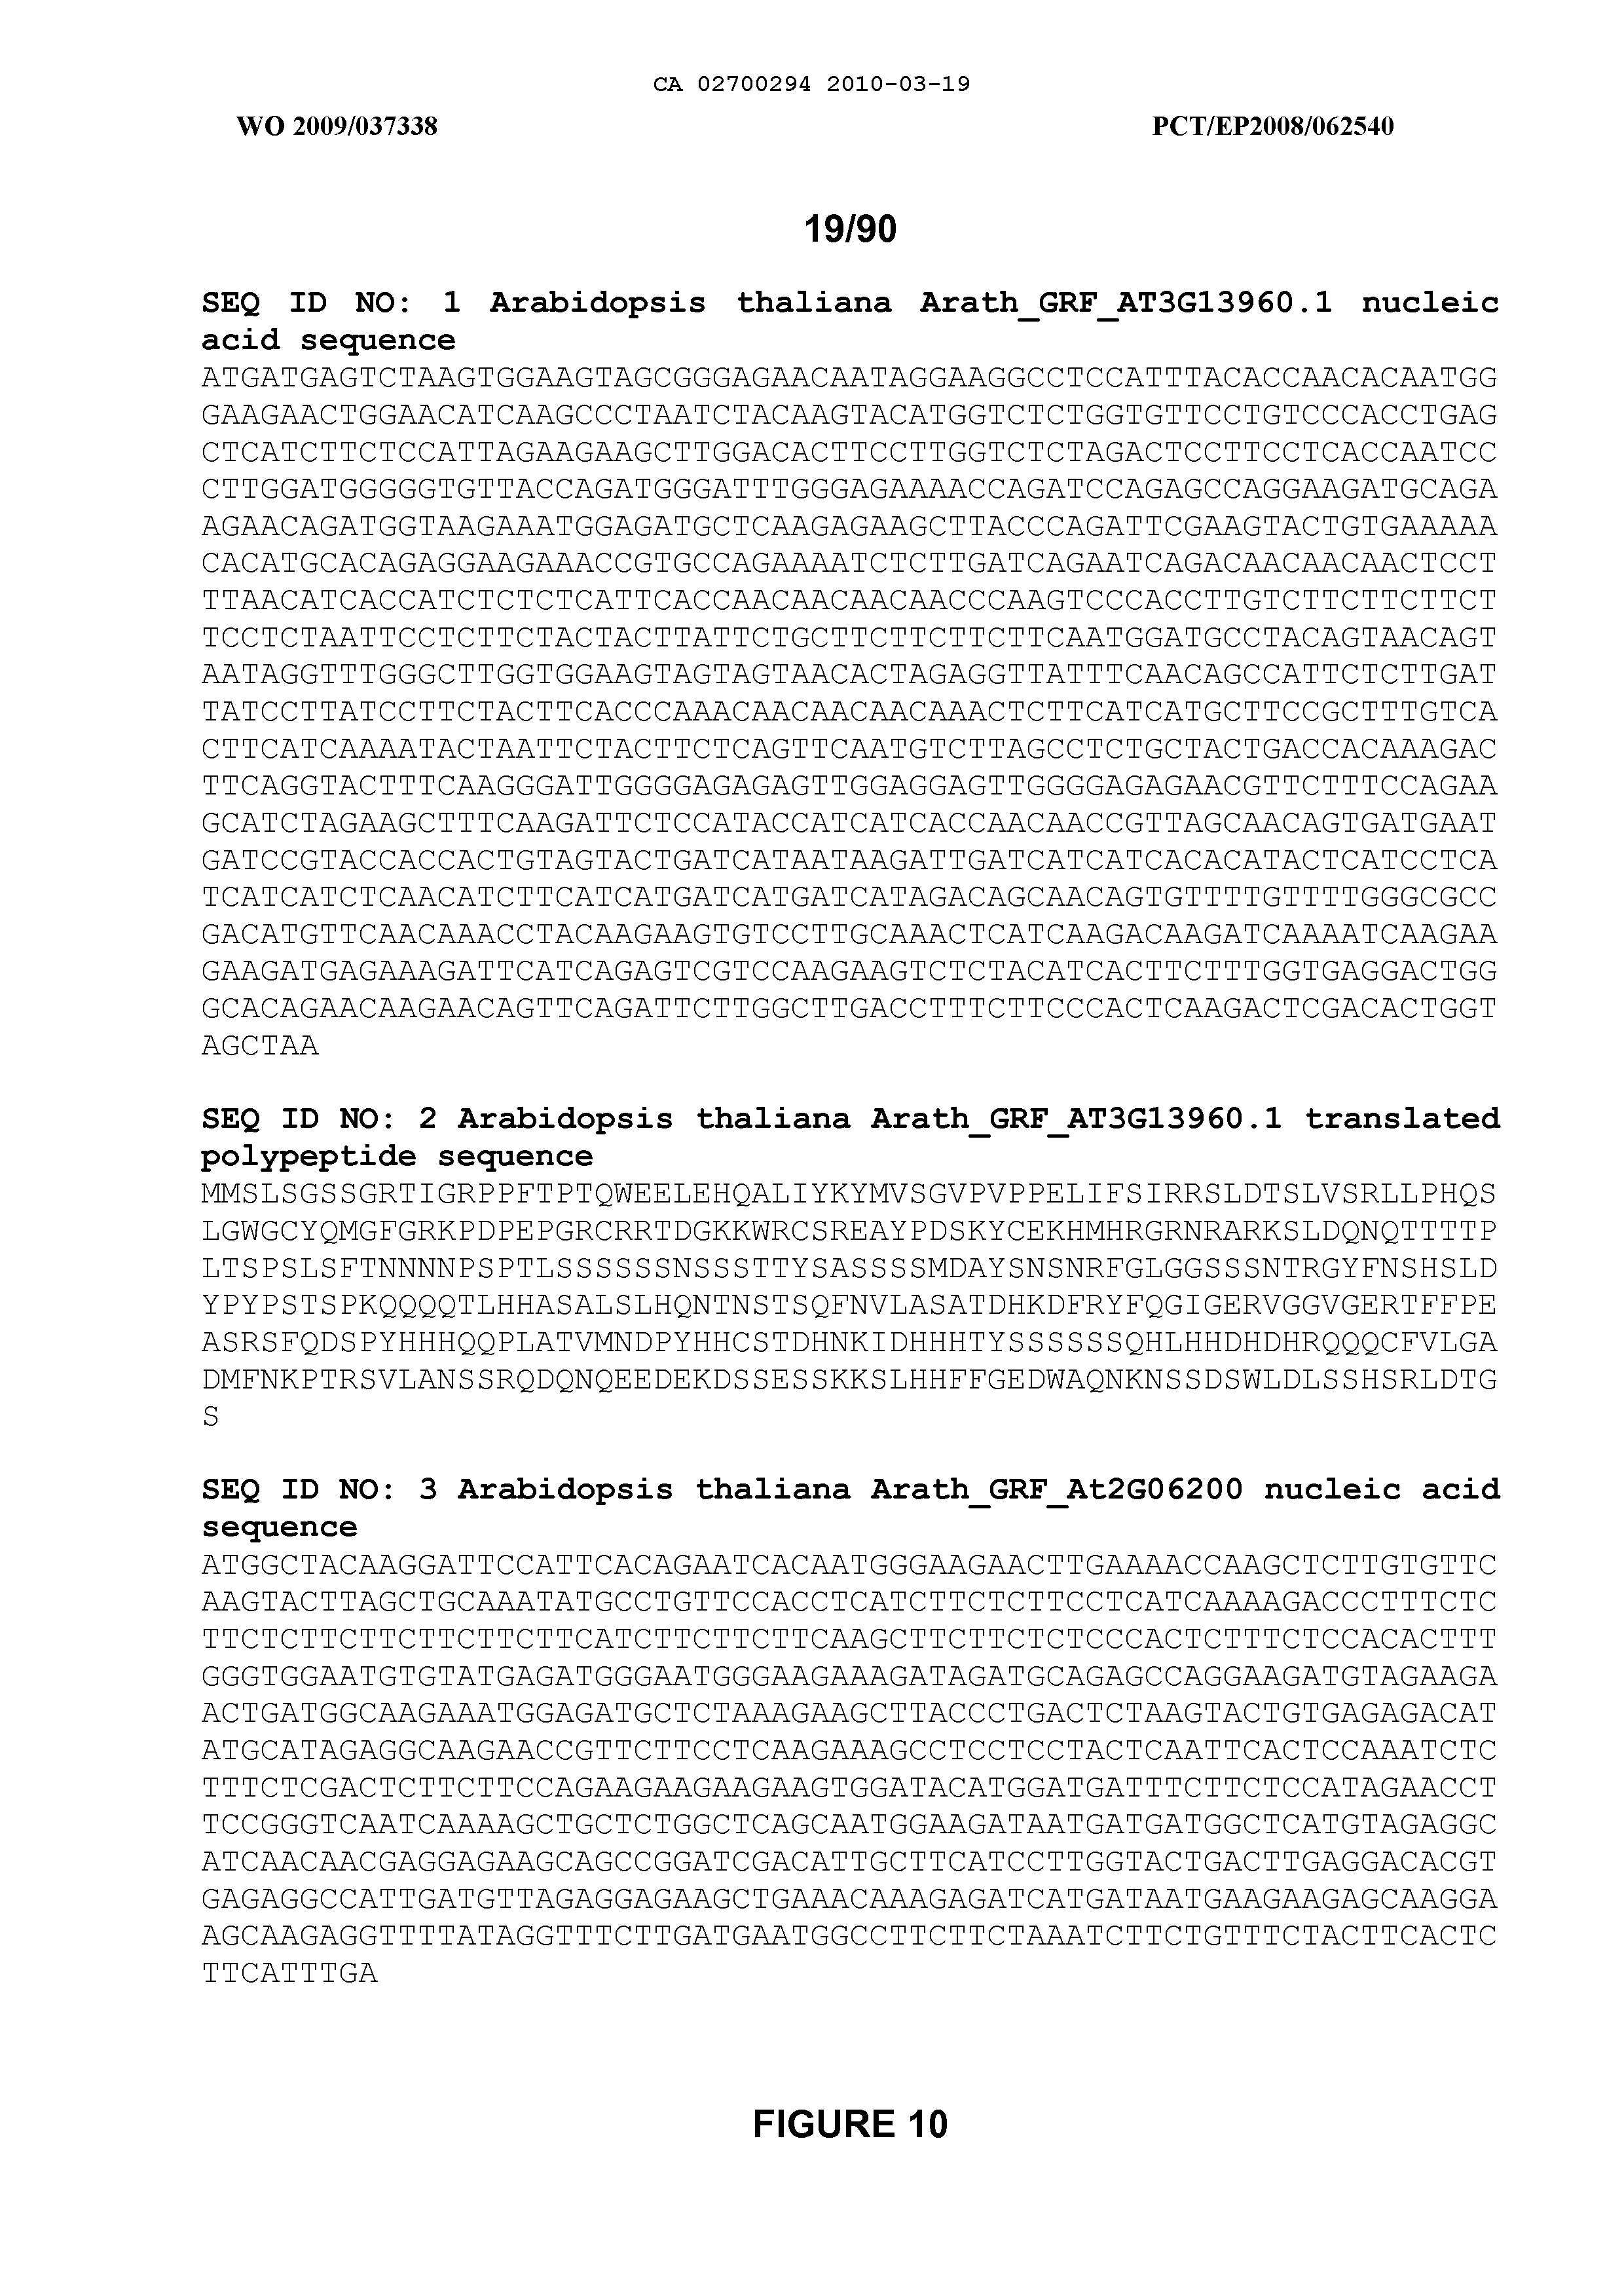 CA 02700294 2010-03-19
WO 2009/037338 PCT/EP2008/062540
19/90
SEQ ID NO: 1 Arabidopsis thaliana Arath_GRF_AT3G13960.1 nucleic
acid sequence
ATGATGAGTCTAAGTGGAAGTAGCGGGAGAACAATAGGAAGGCCTCCATTTACACCAACACAATGG
GAAGAACTGGAACATCAAGCCCTAATCTACAAGTACATGGTCTCTGGTGTTCCTGTCCCACCTGAG
CTCATCTTCTCCATTAGAAGAAGCTTGGACACTTCCTTGGTCTCTAGACTCCTTCCTCACCAATCC
CTTGGATGGGGGTGTTACCAGATGGGATTTGGGAGAAAACCAGATCCAGAGCCAGGAAGATGCAGA
AGAACAGATGGTAAGAAATGGAGATGCTCAAGAGAAGCTTACCCAGATTCGAAGTACTGTGAAAAA
CACATGCACAGAGGAAGAAACCGTGCCAGAAAATCTCTTGATCAGAATCAGACAACAACAACTCCT
TTAACATCACCATCTCTCTCATTCACCAACAACAACAACCCAAGTCCCACCTTGTCTTCTTCTTCT
TCCTCTAATTCCTCTTCTACTACTTATTCTGCTTCTTCTTCTTCAATGGATGCCTACAGTAACAGT
AATAGGTTTGGGCTTGGTGGAAGTAGTAGTAACACTAGAGGTTATTTCAACAGCCATTCTCTTGAT
TATCCTTATCCTTCTACTTCACCCAAACAACAACAACAAACTCTTCATCATGCTTCCGCTTTGTCA
CTTCATCAAAATACTAATTCTACTTCTCAGTTCAATGTCTTAGCCTCTGCTACTGACCACAAAGAC
TTCAGGTACTTTCAAGGGATTGGGGAGAGAGTTGGAGGAGTTGGGGAGAGAACGTTCTTTCCAGAA
GCATCTAGAAGCTTTCAAGATTCTCCATACCATCATCACCAACAACCGTTAGCAACAGTGATGAAT
GATCCGTACCACCACTGTAGTACTGATCATAATAAGATTGATCATCATCACACATACTCATCCTCA
TCATCATCTCAACATCTTCATCATGATCATGATCATAGACAGCAACAGTGTTTTGTTTTGGGCGCC
GACATGTTCAACAAACCTACAAGAAGTGTCCTTGCAAACTCATCAAGACAAGATCAAAATCAAGAA
GAAGATGAGAAAGATTCATCAGAGTCGTCCAAGAAGTCTCTACATCACTTCTTTGGTGAGGACTGG
GCACAGAACAAGAACAGTTCAGATTCTTGGCTTGACCTTTCTTCCCACTCAAGACTCGACACTGGT
AGCTAA
SEQ ID NO: 2 Arabidopsis thaliana Arath_GRF_AT3G13960.1 translated
polypeptide sequence
MMSLSGSSGRTIGRPPFTPTQWEELEHQALIYKYMVSGVPVPPELIFSIRRSLDTSLVSRLLPHQS
LGWGCYQMGFGRKPDPEPGRCRRTDGKKWRCSREAYPDSKYCEKHMHRGRNRARKSLDQNQTTTTP
LTSPSLSFTNNNNPSPTLSSSSSSNSSSTTYSASSSSMDAYSNSNRFGLGGSSSNTRGYFNSHSLD
YPYPSTSPKQQQQTLHHASALSLHQNTNSTSQFNVLASATDHKDFRYFQGIGERVGGVGERTFFPE
ASRSFQDSPYHHHQQPLATVMNDPYHHCSTDHNKIDHHHTYSSSSSSQHLHHDHDHRQQQCFVLGA
DMFNKPTRSVLANSSRQDQNQEEDEKDSSESSKKSLHHFFGEDWAQNKNSSDSWLDLSSHSRLDTG
S
SEQ ID NO: 3 Arabidopsis thaliana Arath_GRF_At2G06200 nucleic acid
sequence
ATGGCTACAAGGATTCCATTCACAGAATCACAATGGGAAGAACTTGAAAACCAAGCTCTTGTGTTC
AAGTACTTAGCTGCAAATATGCCTGTTCCACCTCATCTTCTCTTCCTCATCAAAAGACCCTTTCTC
TTCTCTTCTTCTTCTTCTTCATCTTCTTCTTCAAGCTTCTTCTCTCCCACTCTTTCTCCACACTTT
GGGTGGAATGTGTATGAGATGGGAATGGGAAGAAAGATAGATGCAGAGCCAGGAAGATGTAGAAGA
ACTGATGGCAAGAAATGGAGATGCTCTAAAGAAGCTTACCCTGACTCTAAGTACTGTGAGAGACAT
ATGCATAGAGGCAAGAACCGTTCTTCCTCAAGAAAGCCTCCTCCTACTCAATTCACTCCAAATCTC
TTTCTCGACTCTTCTTCCAGAAGAAGAAGAAGTGGATACATGGATGATTTCTTCTCCATAGAACCT
TCCGGGTCAATCAAAAGCTGCTCTGGCTCAGCAATGGAAGATAATGATGATGGCTCATGTAGAGGC
ATCAACAACGAGGAGAAGCAGCCGGATCGACATTGCTTCATCCTTGGTACTGACTTGAGGACACGT
GAGAGGCCATTGATGTTAGAGGAGAAGCTGAAACAAAGAGATCATGATAATGAAGAAGAGCAAGGA
AGCAAGAGGTTTTATAGGTTTCTTGATGAATGGCCTTCTTCTAAATCTTCTGTTTCTACTTCACTC
TTCATTTGA
FIGURE 10